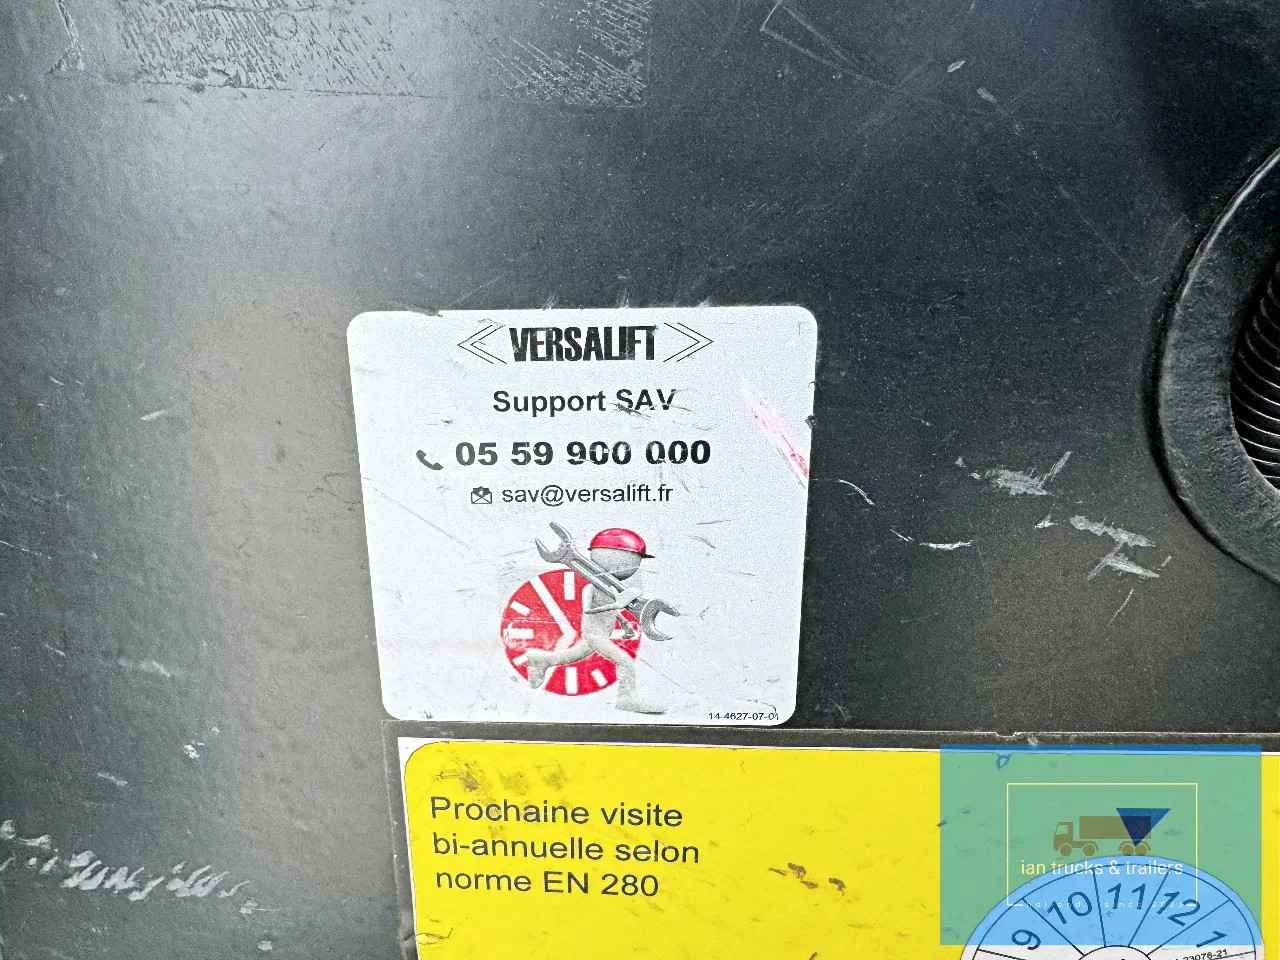 VERSALIFT
Support SAV
05 59 900 000
sav@versalift.fr
14-4627-07-01
Prochaine visite
bi-annuelle selon
norme EN 280
ian trucks & trailers
9 10 11 12 1